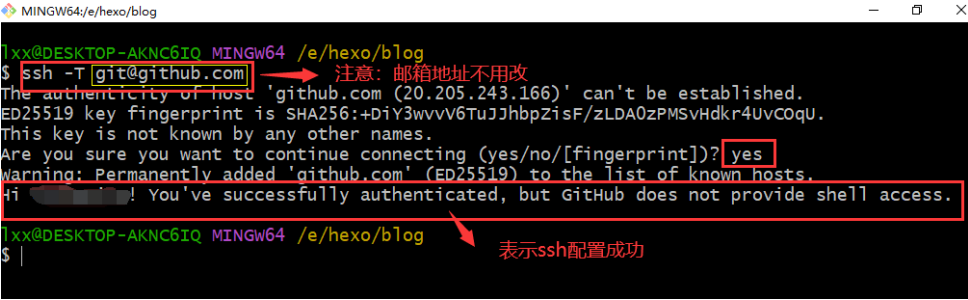 MINGW64:/e/hexo/blog
lxx@DESKTOP-AKNC6IQ MINGW64 /e/hexo/blog
$ ssh -T git@github.com 注意：邮箱地址不用改
The authenticity of host 'github.com (20.205.243.166)' can't be established.
ED25519 key fingerprint is SHA256:+DiY3wvvV6TuJJhbpZisF/zLDA0zPMSvHdkr4UvCOqU.
This key is not known by any other names.
Are you sure you want to continue connecting (yes/no/[fingerprint])? yes
Warning: Permanently added 'github.com' (ED25519) to the list of known hosts.
Hi ! You've successfully authenticated, but GitHub does not provide shell access.
lxx@DESKTOP-AKNC6IQ MINGW64 /e/hexo/blog
表示ssh配置成功
$